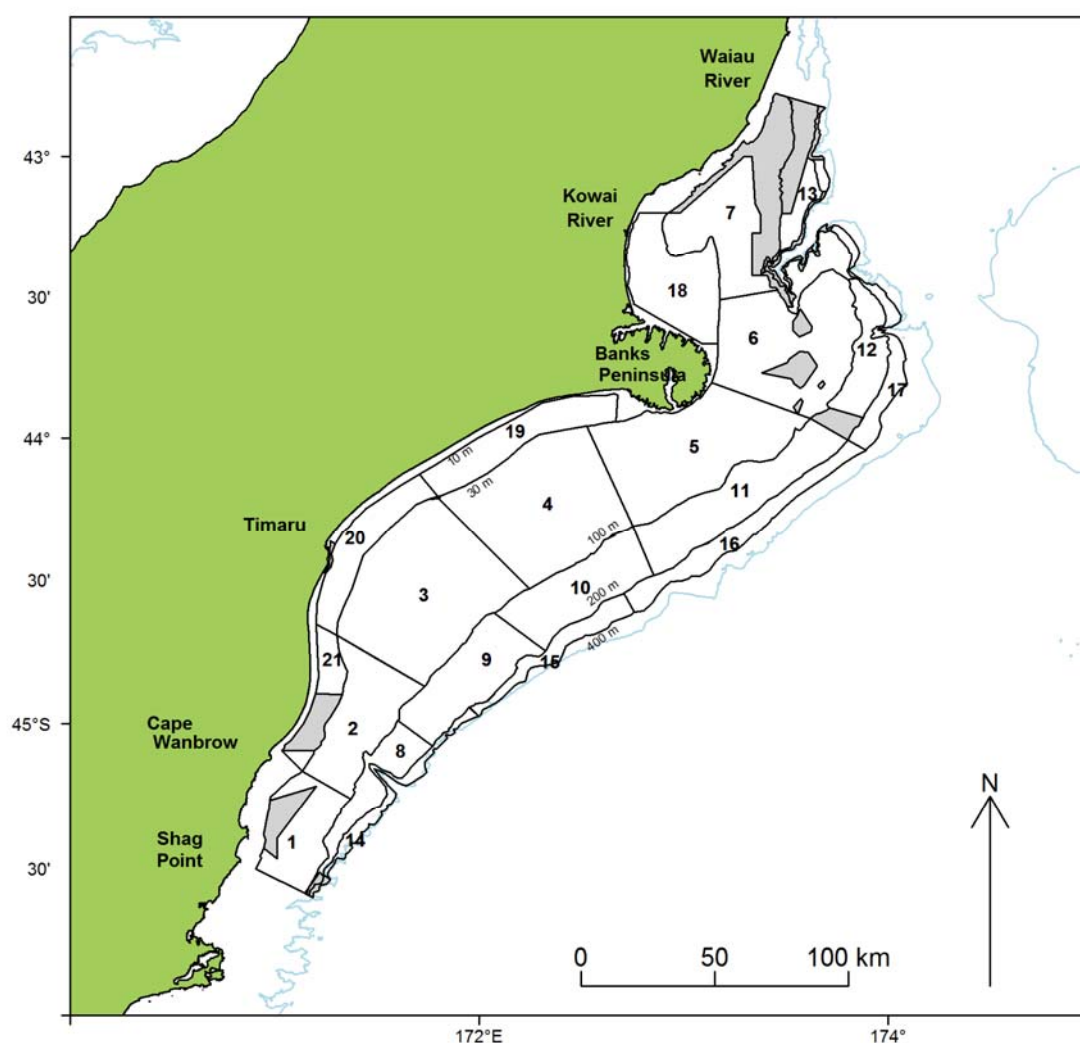 Waiau
River
43°
13
Kowai
River
7
30'
18
6
12
Banks
Peninsula
17
44°
19
5
10 m
30 m
11
4
Timaru
20
100 m
16
30'
3
10
200 m
400 m
21
9
15
45°S
Cape
Wanbrow
2
8
N
Shag
Point
1
14
30'
0 50 100 km
172°E
174°